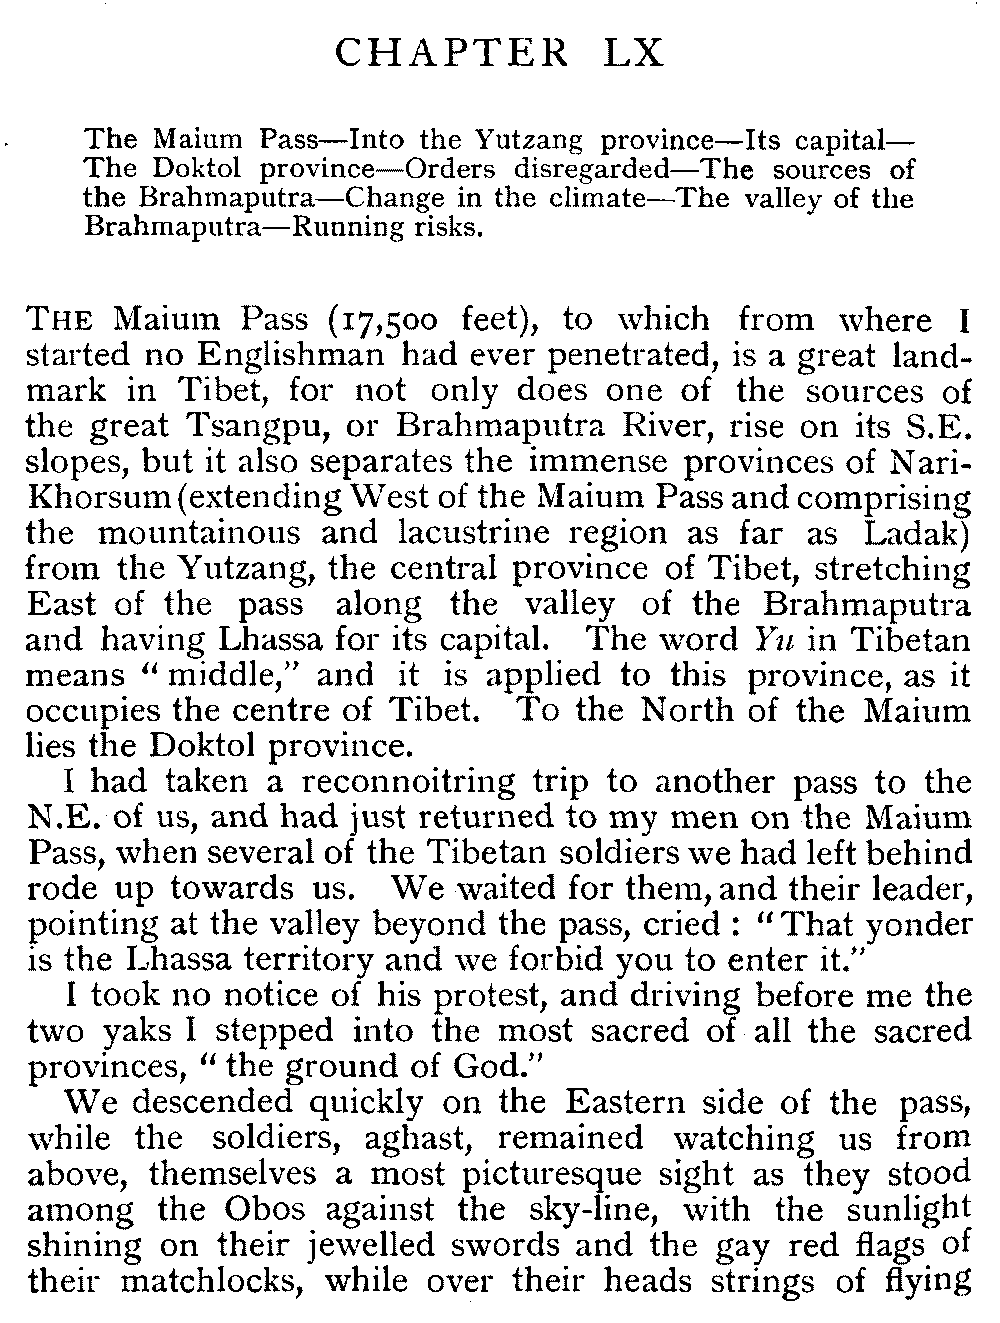 CHAPTER LX
The Maium Pass—Into the Yutzang province—Its capital—
The Doktol province—Orders disregarded—The sources of
the Brahmaputra—Change in the climate—The valley of the
Brahmaputra—Running risks.
THE Maium Pass (17,500 feet), to which from where I
started no Englishman had ever penetrated, is a great land-
mark in Tibet, for not only does one of the sources of
the great Tsangpu, or Brahmaputra River, rise on its S.E.
slopes, but it also separates the immense provinces of Nari-
Khorsum (extending West of the Maium Pass and comprising
the mountainous and lacustrine region as far as Ladak)
from the Yutzang, the central province of Tibet, stretching
East of the pass along the valley of the Brahmaputra
and having Lhassa for its capital. The word Yu in Tibetan
means “ middle,” and it is applied to this province, as it
occupies the centre of Tibet. To the North of the Maium
lies the Doktol province.
I had taken a reconnoitring trip to another pass to the
N.E. of us, and had just returned to my men on the Maium
Pass, when several of the Tibetan soldiers we had left behind
rode up towards us. We waited for them, and their leader,
pointing at the valley beyond the pass, cried : “ That yonder
is the Lhassa territory and we forbid you to enter it.”
I took no notice of his protest, and driving before me the
two yaks I stepped into the most sacred of all the sacred
provinces, “ the ground of God.”
We descended quickly on the Eastern side of the pass,
while the soldiers, aghast, remained watching us from
above, themselves a most picturesque sight as they stood
among the Obos against the sky-line, with the sunlight
shining on their jewelled swords and the gay red flags of
their matchlocks, while over their heads strings of flying